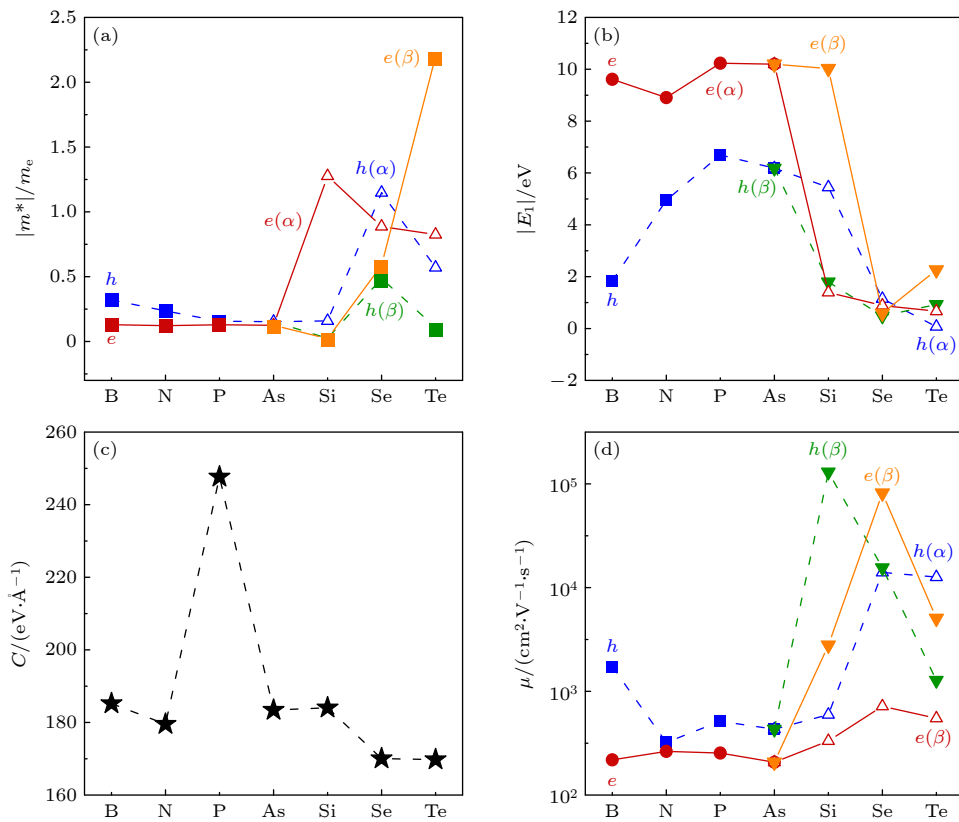 (a)
2.5
2.0
1.5
1.0
0.5
0
|m*|/mₑ
h
e
e(α)
h(α)
e(β)
h(β)
B N P As Si Se Te
(b)
12
10
8
6
4
2
0
−2
|E₁|/eV
e
e(α)
e(β)
h
h(β)
h(α)
B N P As Si Se Te
(c)
260
240
220
200
180
160
C/(eV·Å⁻¹)
B N P As Si Se Te
(d)
10⁵
10⁴
10³
10²
μ/(cm²·V⁻¹·s⁻¹)
h(β)
e(β)
h(α)
h
e(β)
e
B N P As Si Se Te